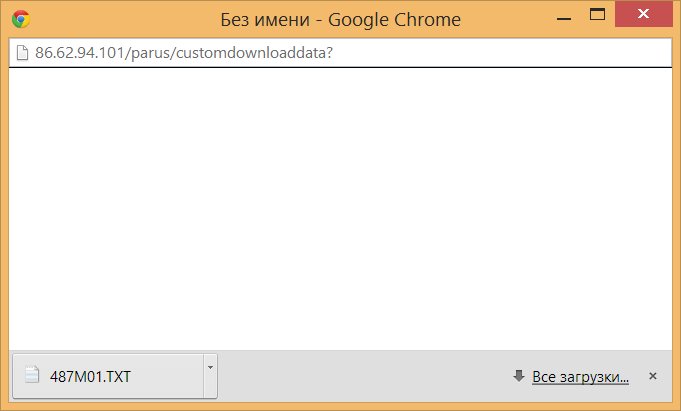 Без имени - Google Chrome
86.62.94.101/parus/customdownloaddata?
487M01.TXT
Все загрузки...